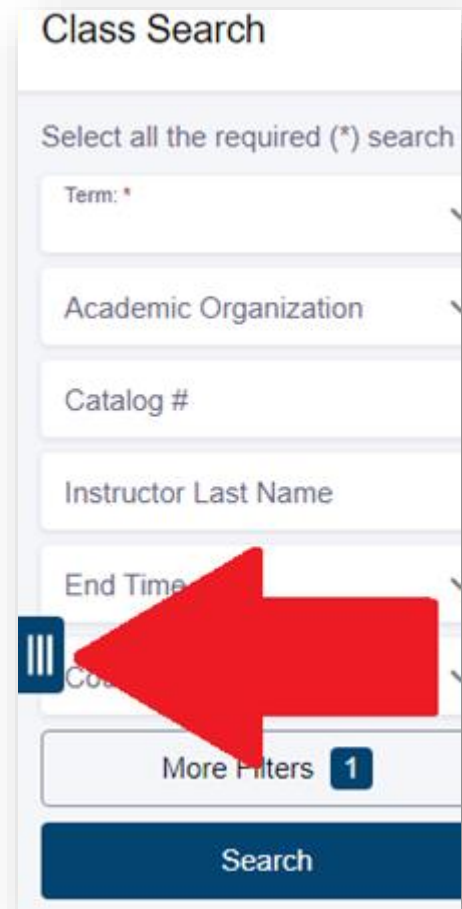 Class Search
Select all the required (*) search
Term: *
Academic Organization
Catalog #
Instructor Last Name
End Time
More Filters 1
Search